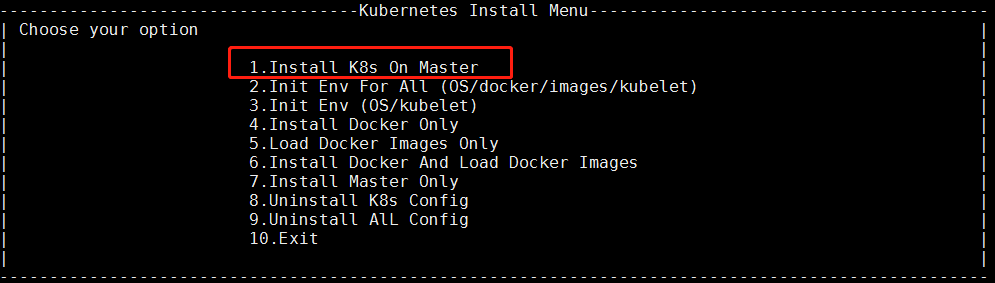 Kubernetes Install Menu
Choose your option
1.Install K8s On Master
2.Init Env For All (OS/docker/images/kubelet)
3.Init Env (OS/kubelet)
4.Install Docker Only
5.Load Docker Images Only
6.Install Docker And Load Docker Images
7.Install Master Only
8.Uninstall K8s Config
9.Uninstall AlL Config
10.Exit